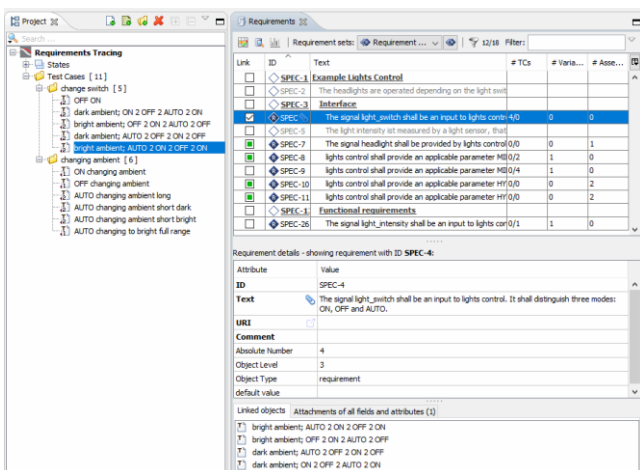 Project
Requirements
Search ...
Requirement sets: Requirement ... 12/18 Filter:
Requirements Tracing
States
Test Cases [ 11 ]
change switch [ 5 ]
OFF ON
dark ambient; ON 2 OFF 2 AUTO 2 ON
bright ambient; OFF 2 ON 2 AUTO 2 OFF
dark ambient; AUTO 2 OFF 2 ON 2 OFF
bright ambient; AUTO 2 ON 2 OFF 2 ON
changing ambient [ 6 ]
ON changing ambient
OFF changing ambient
AUTO changing ambient long
AUTO changing ambient short dark
AUTO changing ambient short bright
AUTO changing to bright full range
Link ID Text # TCs # Varia... # Asse...
SPEC-1 Example Lights Control
SPEC-2 The headlights are operated depending on the light swit
SPEC-3 Interface
SPEC The signal light_switch shall be an input to lights contr 4/0 0 0
SPEC-5 The light intensity ist measured by a light sensor, that
SPEC-7 The signal headlight shall be provided by lights control 0/0 0 1
SPEC-8 lights control shall provide an applicable parameter MI 0/2 1 0
SPEC-9 lights control shall provide an applicable parameter M 0/4 1 0
SPEC-10 lights control shall provide an applicable parameter HY 0/0 0 2
SPEC-11 lights control shall provide an applicable parameter HY 0/0 0 2
SPEC-1 Functional requirements
SPEC-26 The signal light_intensity shall be an input to lights cor 0/1 1 0
Requirement details - showing requirement with ID SPEC-4:
Attribute Value
ID SPEC-4
Text The signal light_switch shall be an input to lights control. It shall distinguish three modes:
ON, OFF and AUTO.
URI
Comment
Absolute Number 4
Object Level 3
Object Type requirement
default value
Linked objects Attachments of all fields and attributes (1)
bright ambient; AUTO 2 ON 2 OFF 2 ON
bright ambient; OFF 2 ON 2 AUTO 2 OFF
dark ambient; AUTO 2 OFF 2 ON 2 OFF
dark ambient; ON 2 OFF 2 AUTO 2 ON